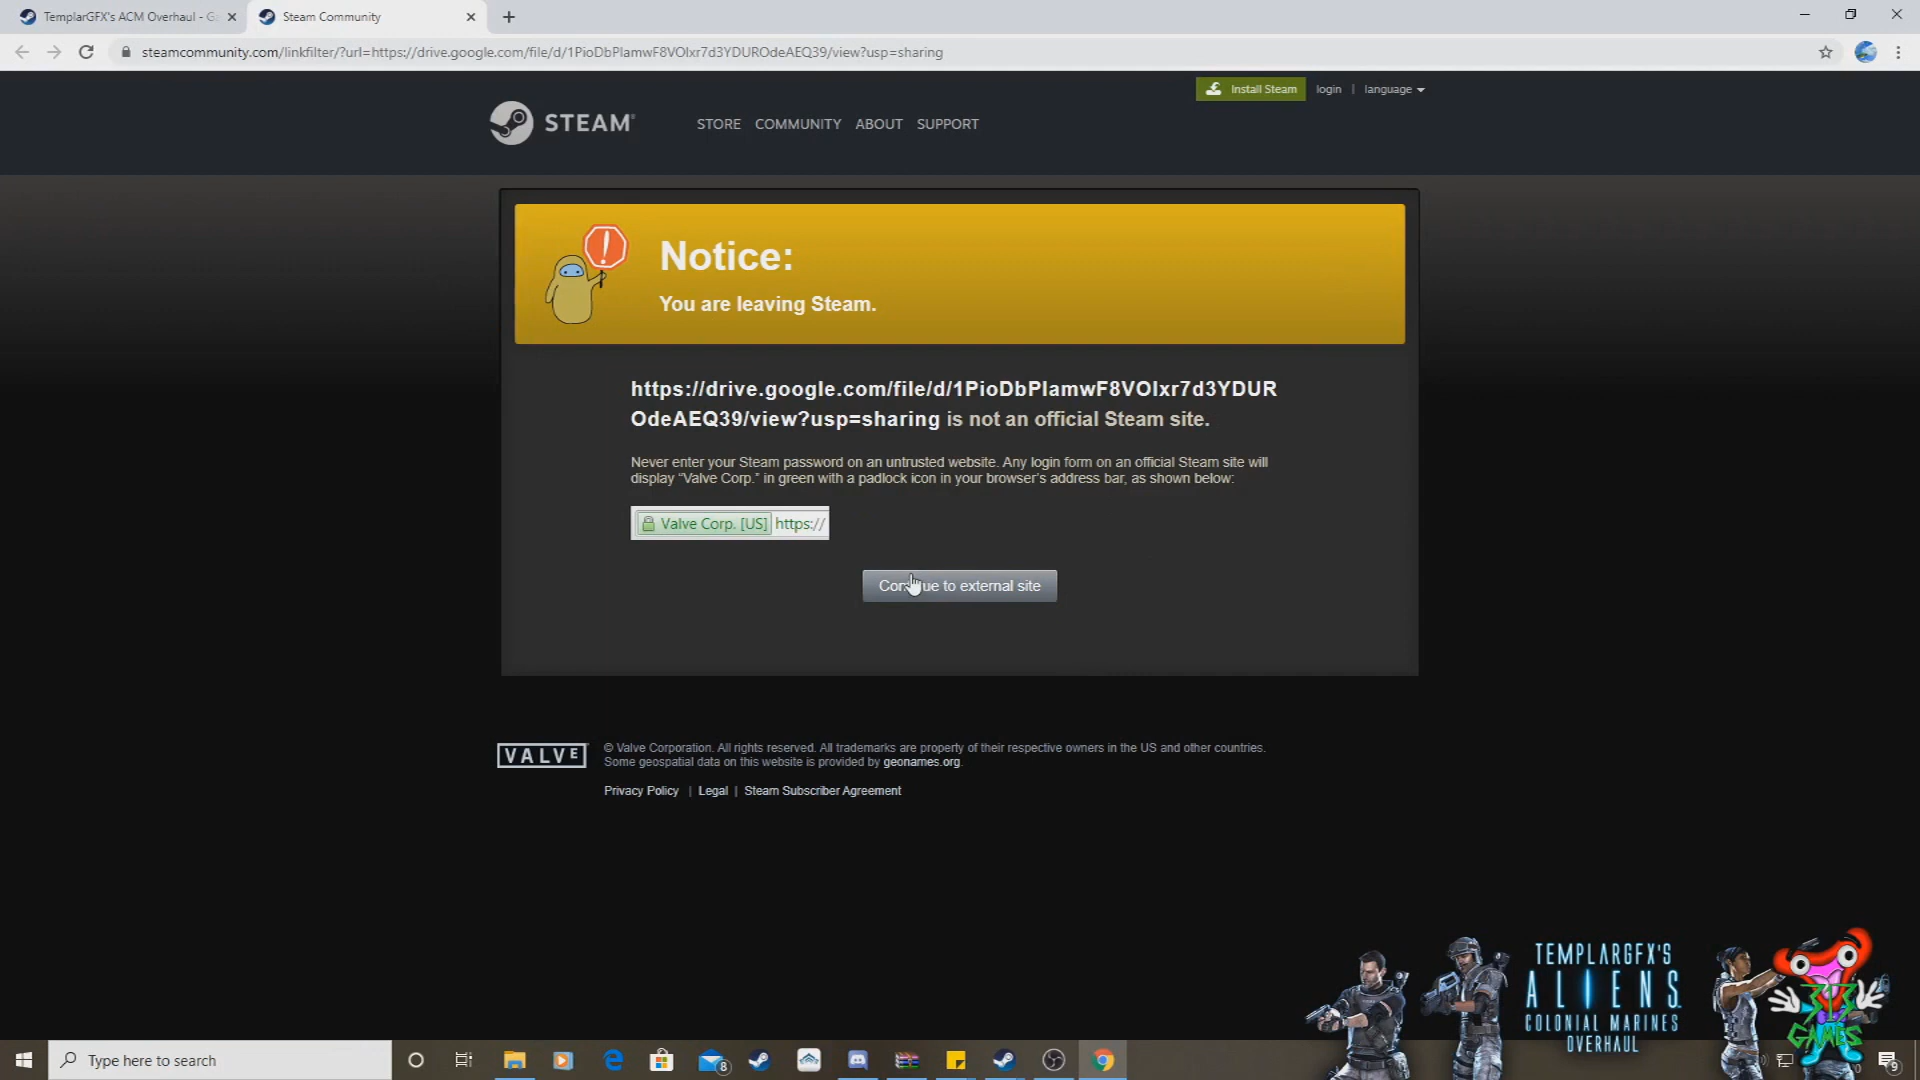 TemplarGFX's ACM Overhaul - Ga
Steam Community
steamcommunity.com/linkfilter/?url=https://drive.google.com/file/d/1PioDbPlamwF8VOlxr7d3YDUROdeAEQ39/view?usp=sharing
Install Steam login | language
STEAM
STORE COMMUNITY ABOUT SUPPORT
Notice:
You are leaving Steam.
https://drive.google.com/file/d/1PioDbPlamwF8VOlxr7d3YDUR
OdeAEQ39/view?usp=sharing is not an official Steam site.
Never enter your Steam password on an untrusted website. Any login form on an official Steam site will
display “Valve Corp.” in green with a padlock icon in your browser's address bar, as shown below:
Valve Corp. [US] https://
Continue to external site
VALVE
© Valve Corporation. All rights reserved. All trademarks are property of their respective owners in the US and other countries.
Some geospatial data on this website is provided by geonames.org.
Privacy Policy | Legal | Steam Subscriber Agreement
TEMPLARGFX'S
ALIENS
COLONIAL MARINES
OVERHAUL
GAMES
Type here to search
8
9